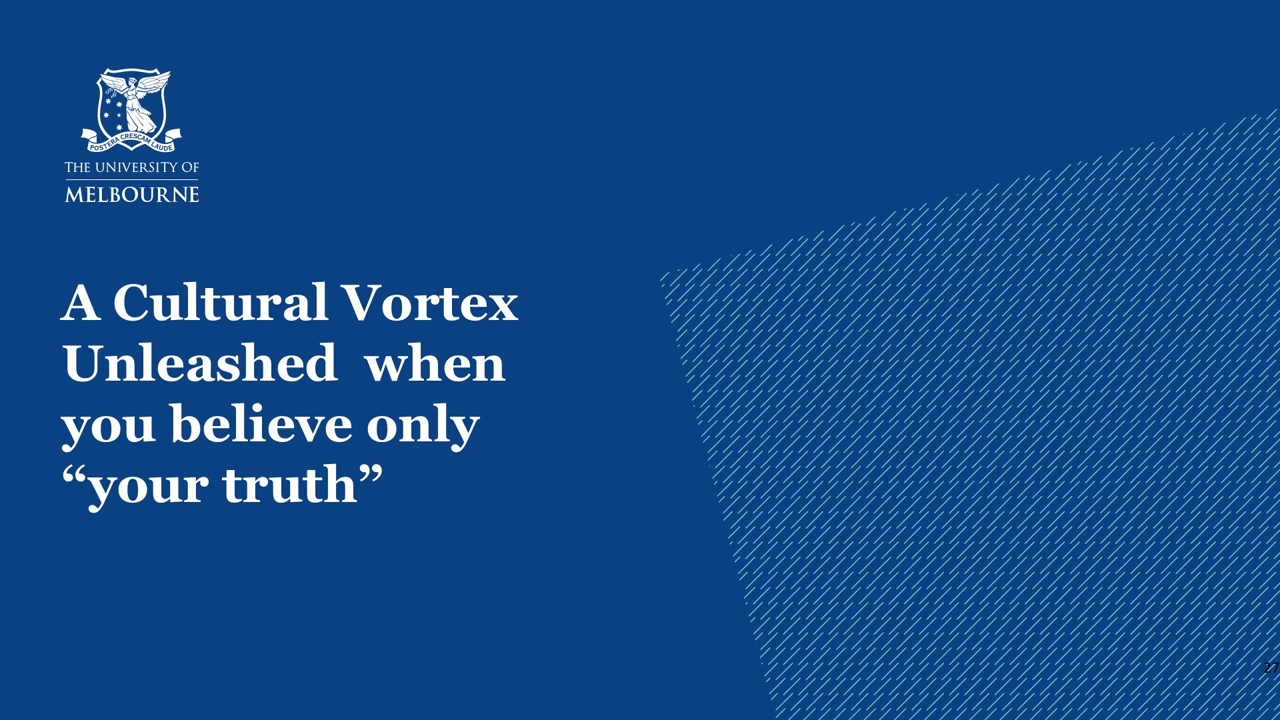 POSTERA CRESCAM LAUDE
THE UNIVERSITY OF
MELBOURNE
A Cultural Vortex
Unleashed  when
you believe only
“your truth”
27